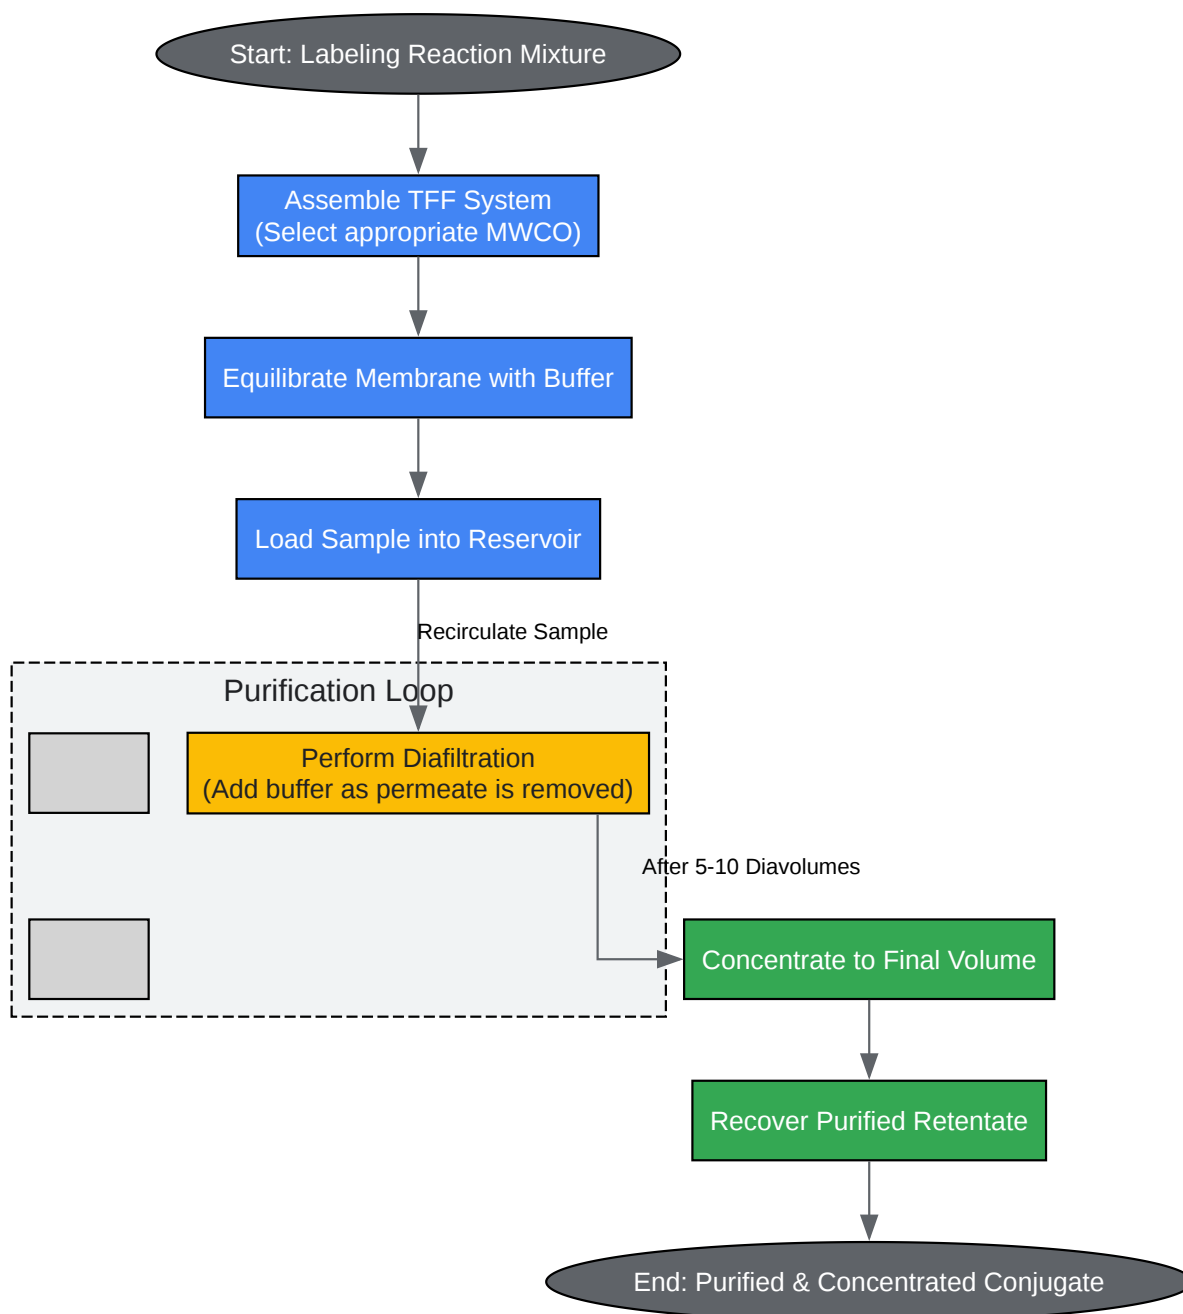 Start: Labeling Reaction Mixture
Assemble TFF System
(Select appropriate MWCO)
Equilibrate Membrane with Buffer
Load Sample into Reservoir
Recirculate Sample
Purification Loop
Perform Diafiltration
(Add buffer as permeate is removed)
After 5-10 Diavolumes
Concentrate to Final Volume
Recover Purified Retentate
End: Purified & Concentrated Conjugate